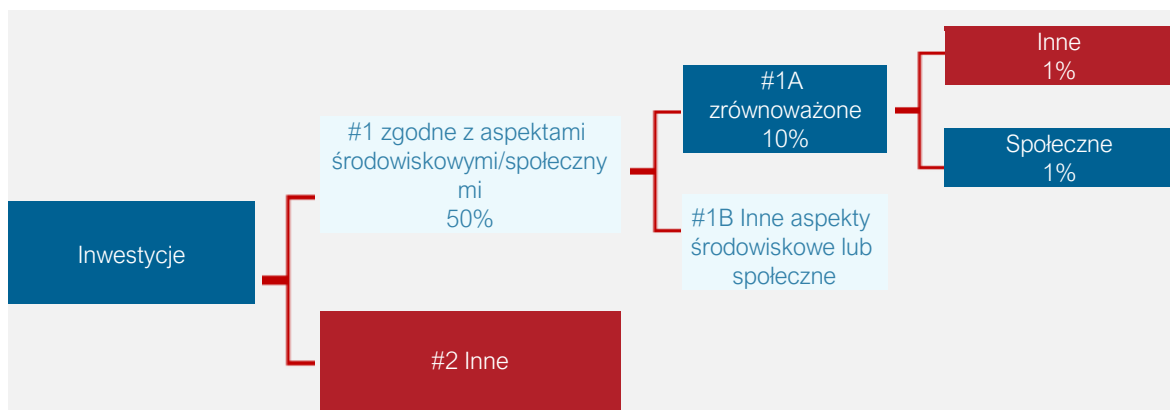 Inwestycje
#1 zgodne z aspektami
środowiskowymi/społeczny
mi
50%
#2 Inne
#1A
zrównoważone
10%
#1B Inne aspekty
środowiskowe lub
społeczne
Inne
1%
Społeczne
1%